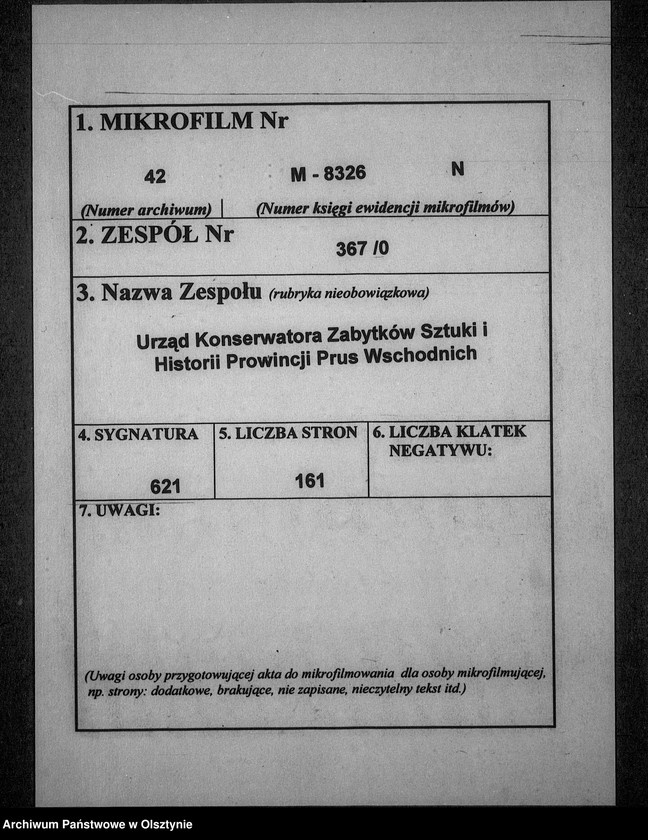 1. MIKROFILM Nr
42 M - 8326 N
(Numer archiwum) (Numer księgi ewidencji mikrofilmów)
2. ZESPÓŁ Nr
367 /0
3. Nazwa Zespołu (rubryka nieobowiązkowa)
Urząd Konserwatora Zabytków Sztuki i
Historii Prowincji Prus Wschodnich
4. SYGNATURA 5. LICZBA STRON 6. LICZBA KLATEK
NEGATYWU:
621 161
7. UWAGI:
(Uwagi osoby przygotowującej akta do mikrofilmowania dla osoby mikrofilmującej,
np. strony: dodatkowe, brakujące, nie zapisane, nieczytelny tekst itd.)
Archiwum Państwowe w Olsztynie